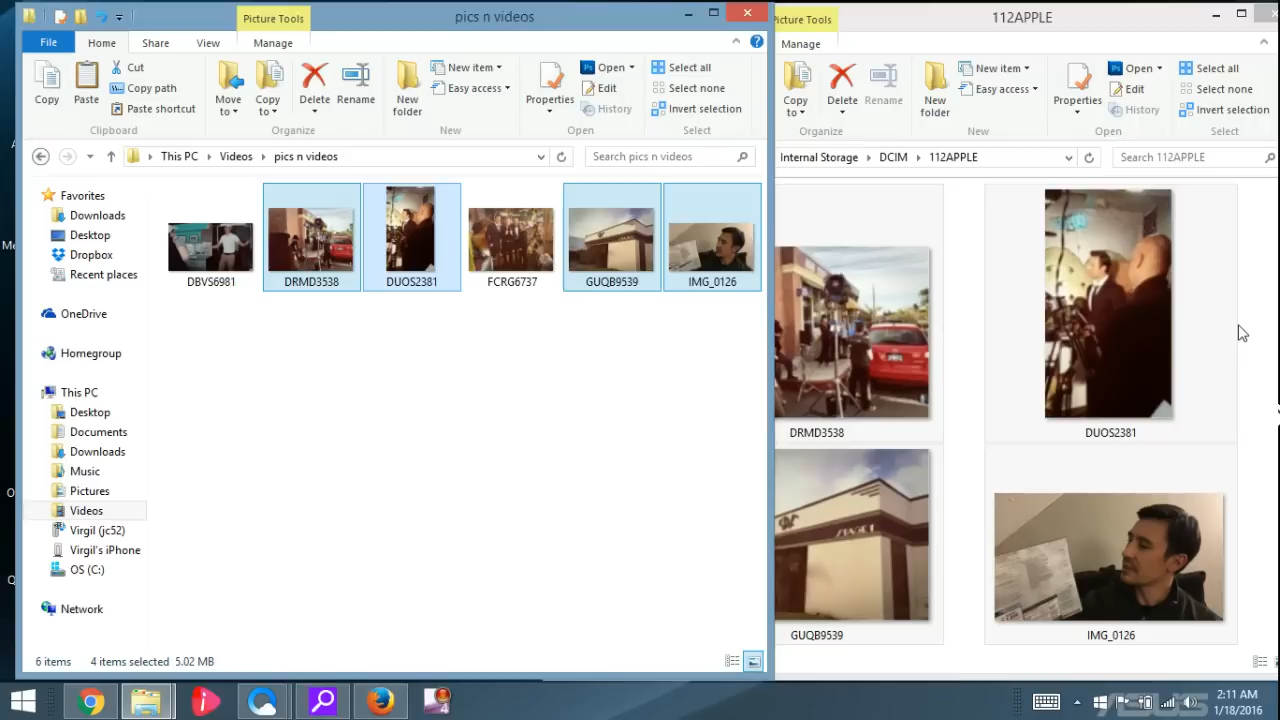 Picture Tools
pics n videos
File
Home
Share
View
Manage
Copy
Paste
Cut
Copy path
Paste shortcut
Clipboard
Move to
Copy to
Delete
Rename
Organize
New folder
New item
Easy access
New
Properties
Open
Edit
History
Open
Select all
Select none
Invert selection
Select
This PC
Videos
pics n videos
Search pics n videos
Favorites
Downloads
Desktop
Dropbox
Recent places
OneDrive
Homegroup
This PC
Desktop
Documents
Downloads
Music
Pictures
Videos
Virgil (jc52)
Virgil's iPhone
OS (C:)
Network
DBVS6981
DRMD3538
DUOS2381
FCRG6737
GUQB9539
IMG_0126
6 items
4 items selected
5.02 MB
Picture Tools
112APPLE
Manage
Copy to
Delete
Rename
Organize
New folder
New item
Easy access
New
Properties
Open
Edit
History
Open
Select all
Select none
Invert selection
Select
Internal Storage
DCIM
112APPLE
Search 112APPLE
DRMD3538
DUOS2381
GUQB9539
IMG_0126
ASUS
2:11 AM
1/18/2016